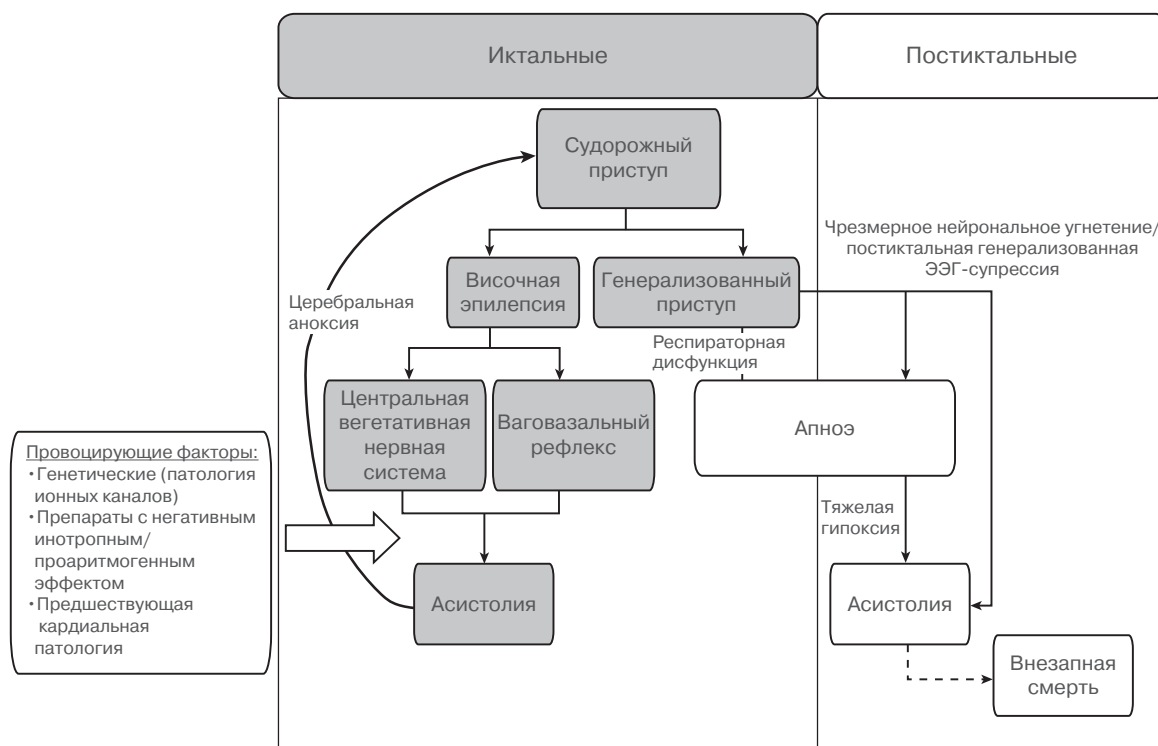 Иктальные
Постиктальные
Судорожный
приступ
Чрезмерное нейрональное угнетение/
постиктальная генерализованная
ЭЭГ-супрессия
Височная
эпилепсия
Генерализованный
приступ
Церебральная
аноксия
Респираторная
дисфункция
Центральная
вегетативная
нервная
система
Ваговазальный
рефлекс
Апноэ
Провоцирующие факторы:
• Генетические (патология
ионных каналов)
• Препараты с негативным
инотропным/
проаритмогенным
эффектом
• Предшествующая
кардиальная
патология
Тяжелая
гипоксия
Асистолия
Асистолия
Внезапная
смерть